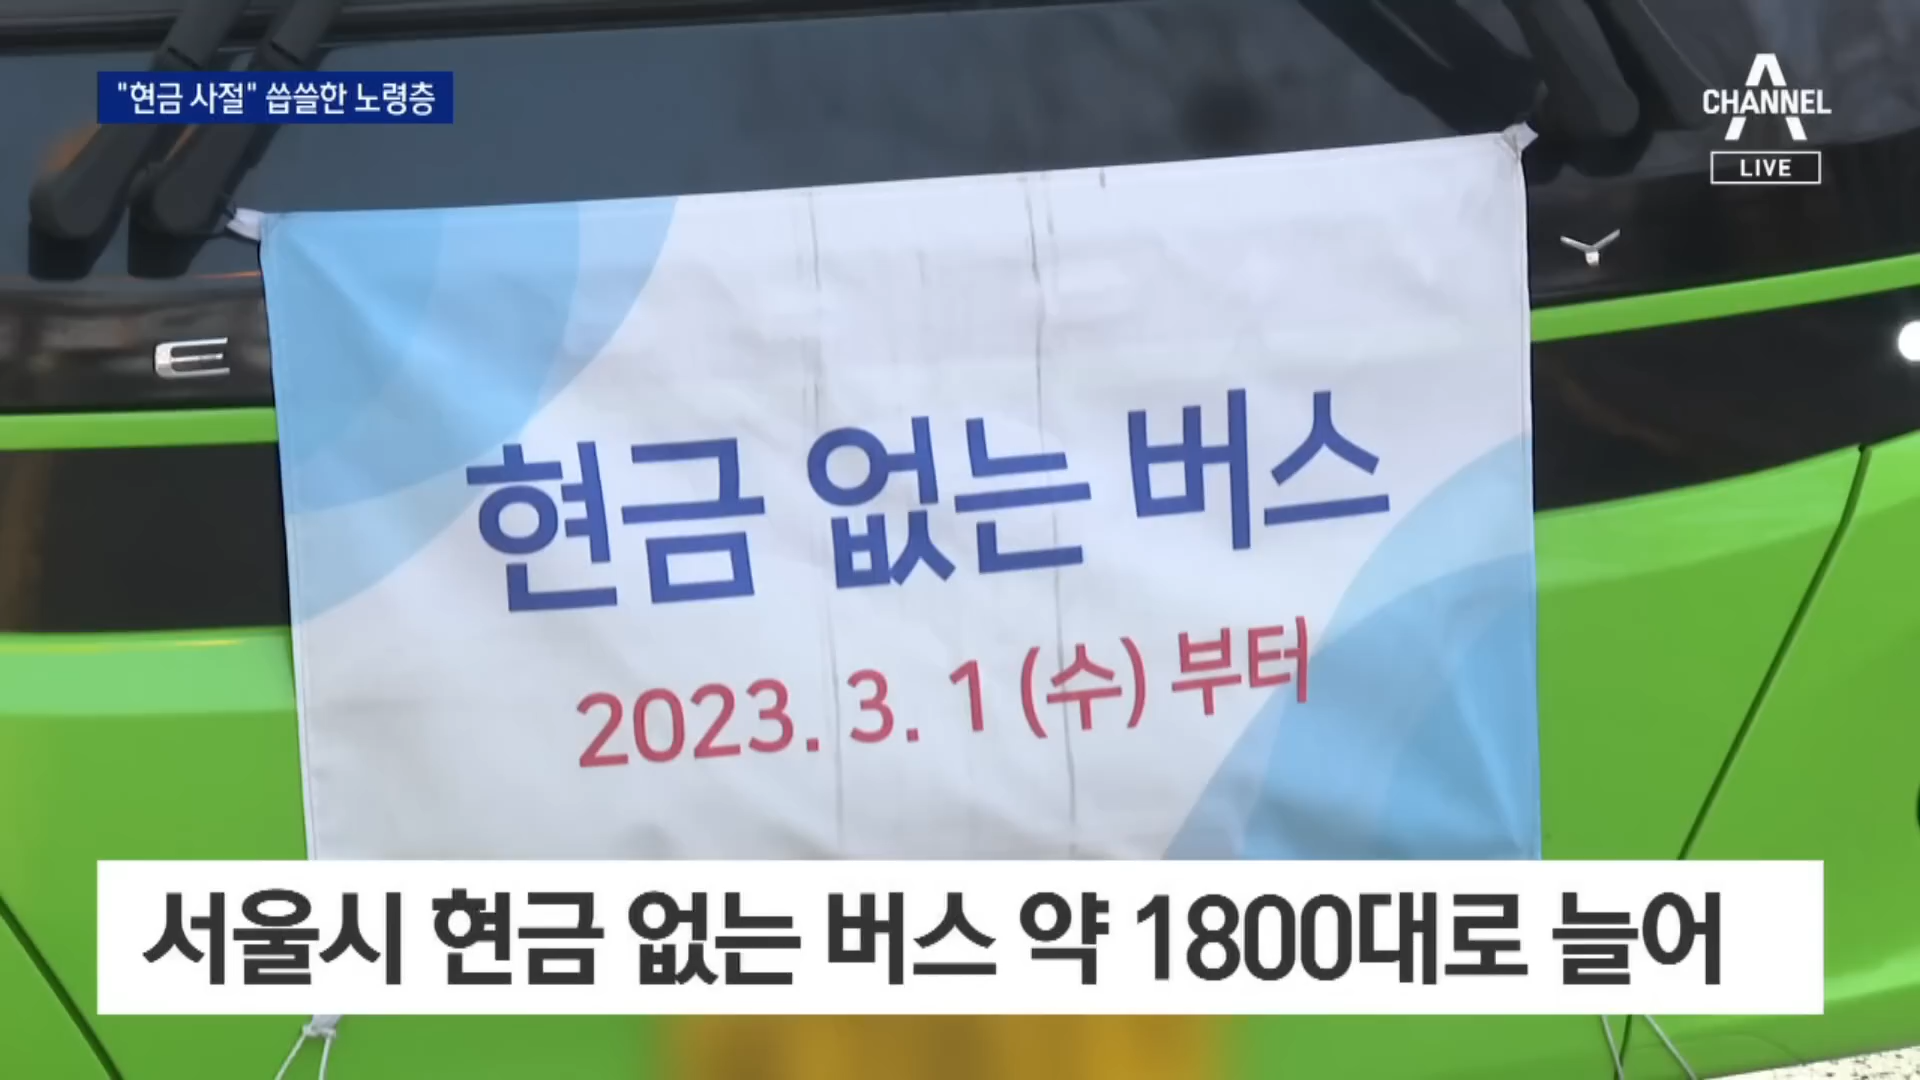 "현금 사절" 씁쓸한 노령층
CHANNEL A
LIVE
E
현금 없는 버스
2023. 3. 1 (수) 부터
서울시 현금 없는 버스 약 1800대로 늘어